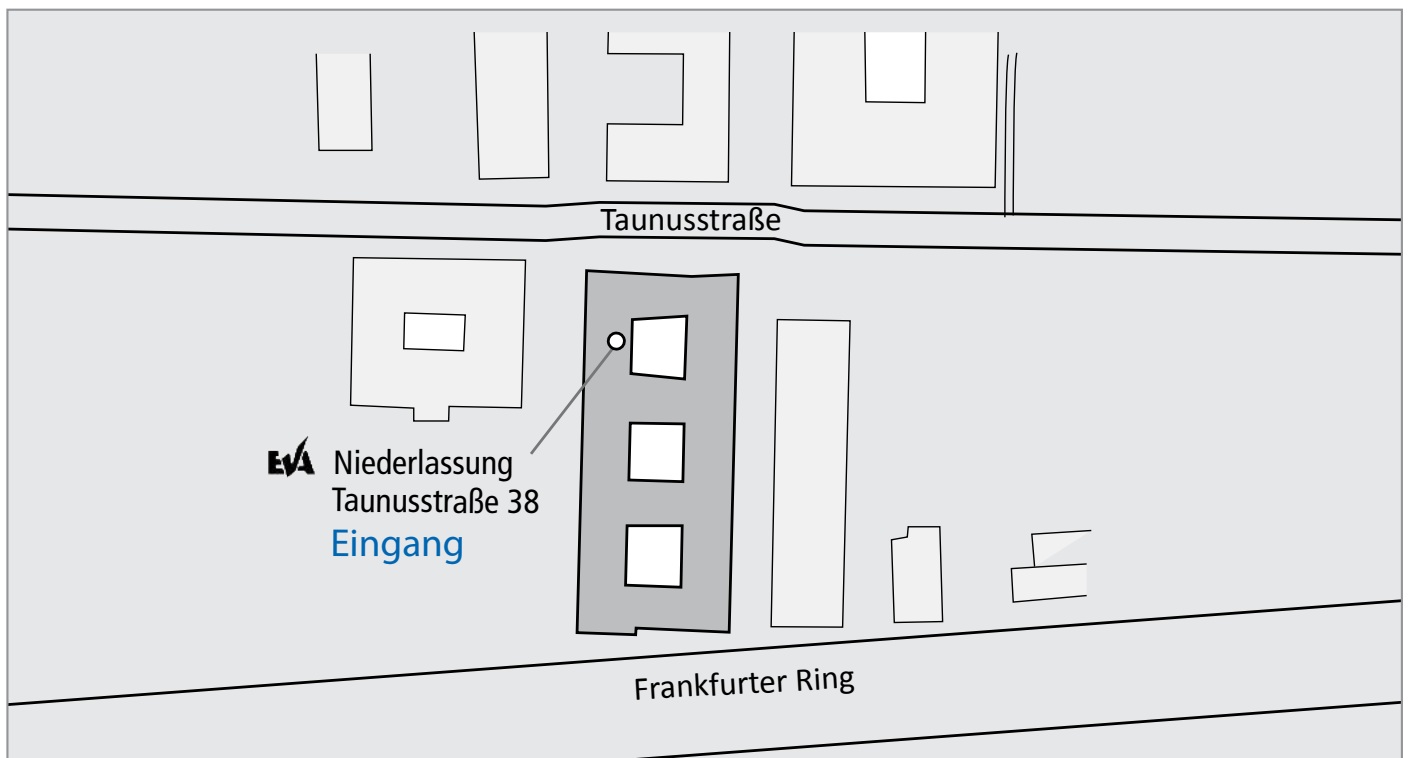 Taunusstraße
EVA Niederlassung
Taunusstraße 38
Eingang
Frankfurter Ring